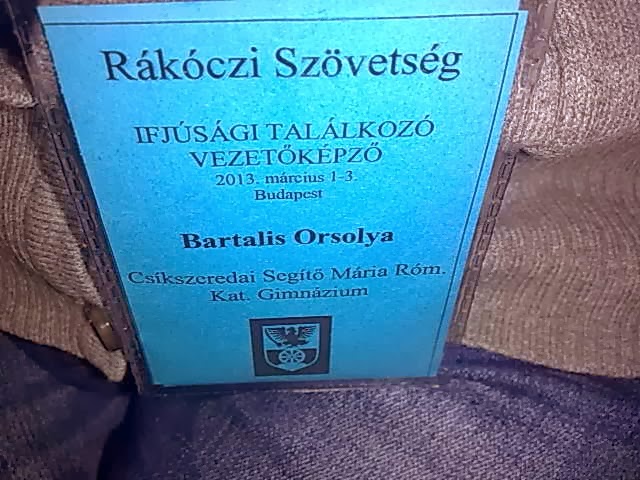 Rákóczi Szövetség
IFJÚSÁGI TALÁLKOZÓ
VEZETŐKÉPZŐ
2013. március 1-3.
Budapest
Bartalis Orsolya
Csíkszeredai Segítő Mária Róm.
Kat. Gimnázium